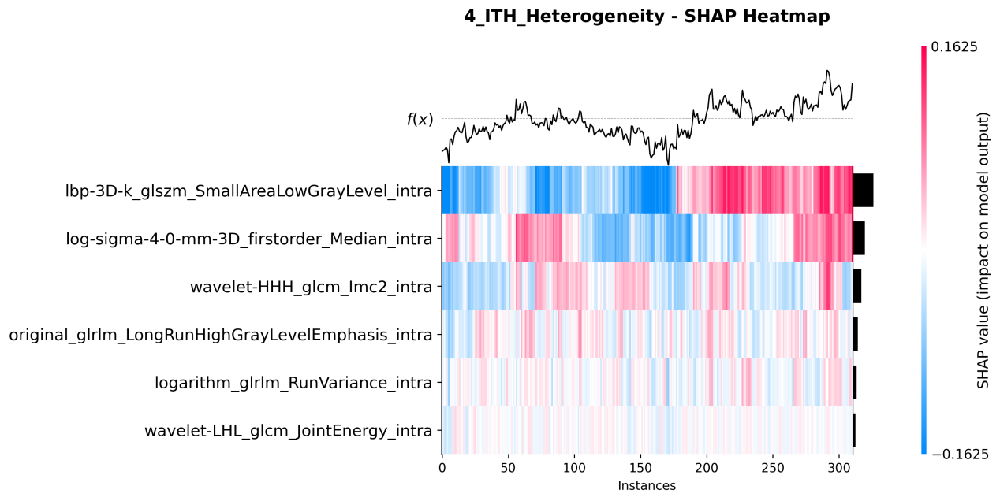 4_ITH_Heterogeneity - SHAP Heatmap
0.1625
f(x)
lbp-3D-k_glszm_SmallAreaLowGrayLevel_intra
log-sigma-4-0-mm-3D_firstorder_Median_intra
wavelet-HHH_glcm_Imc2_intra
original_glrlm_LongRunHighGrayLevelEmphasis_intra
logarithm_glrlm_RunVariance_intra
wavelet-LHL_glcm_JointEnergy_intra
SHAP value (impact on model output)
−0.1625
0 50 100 150 200 250 300
Instances